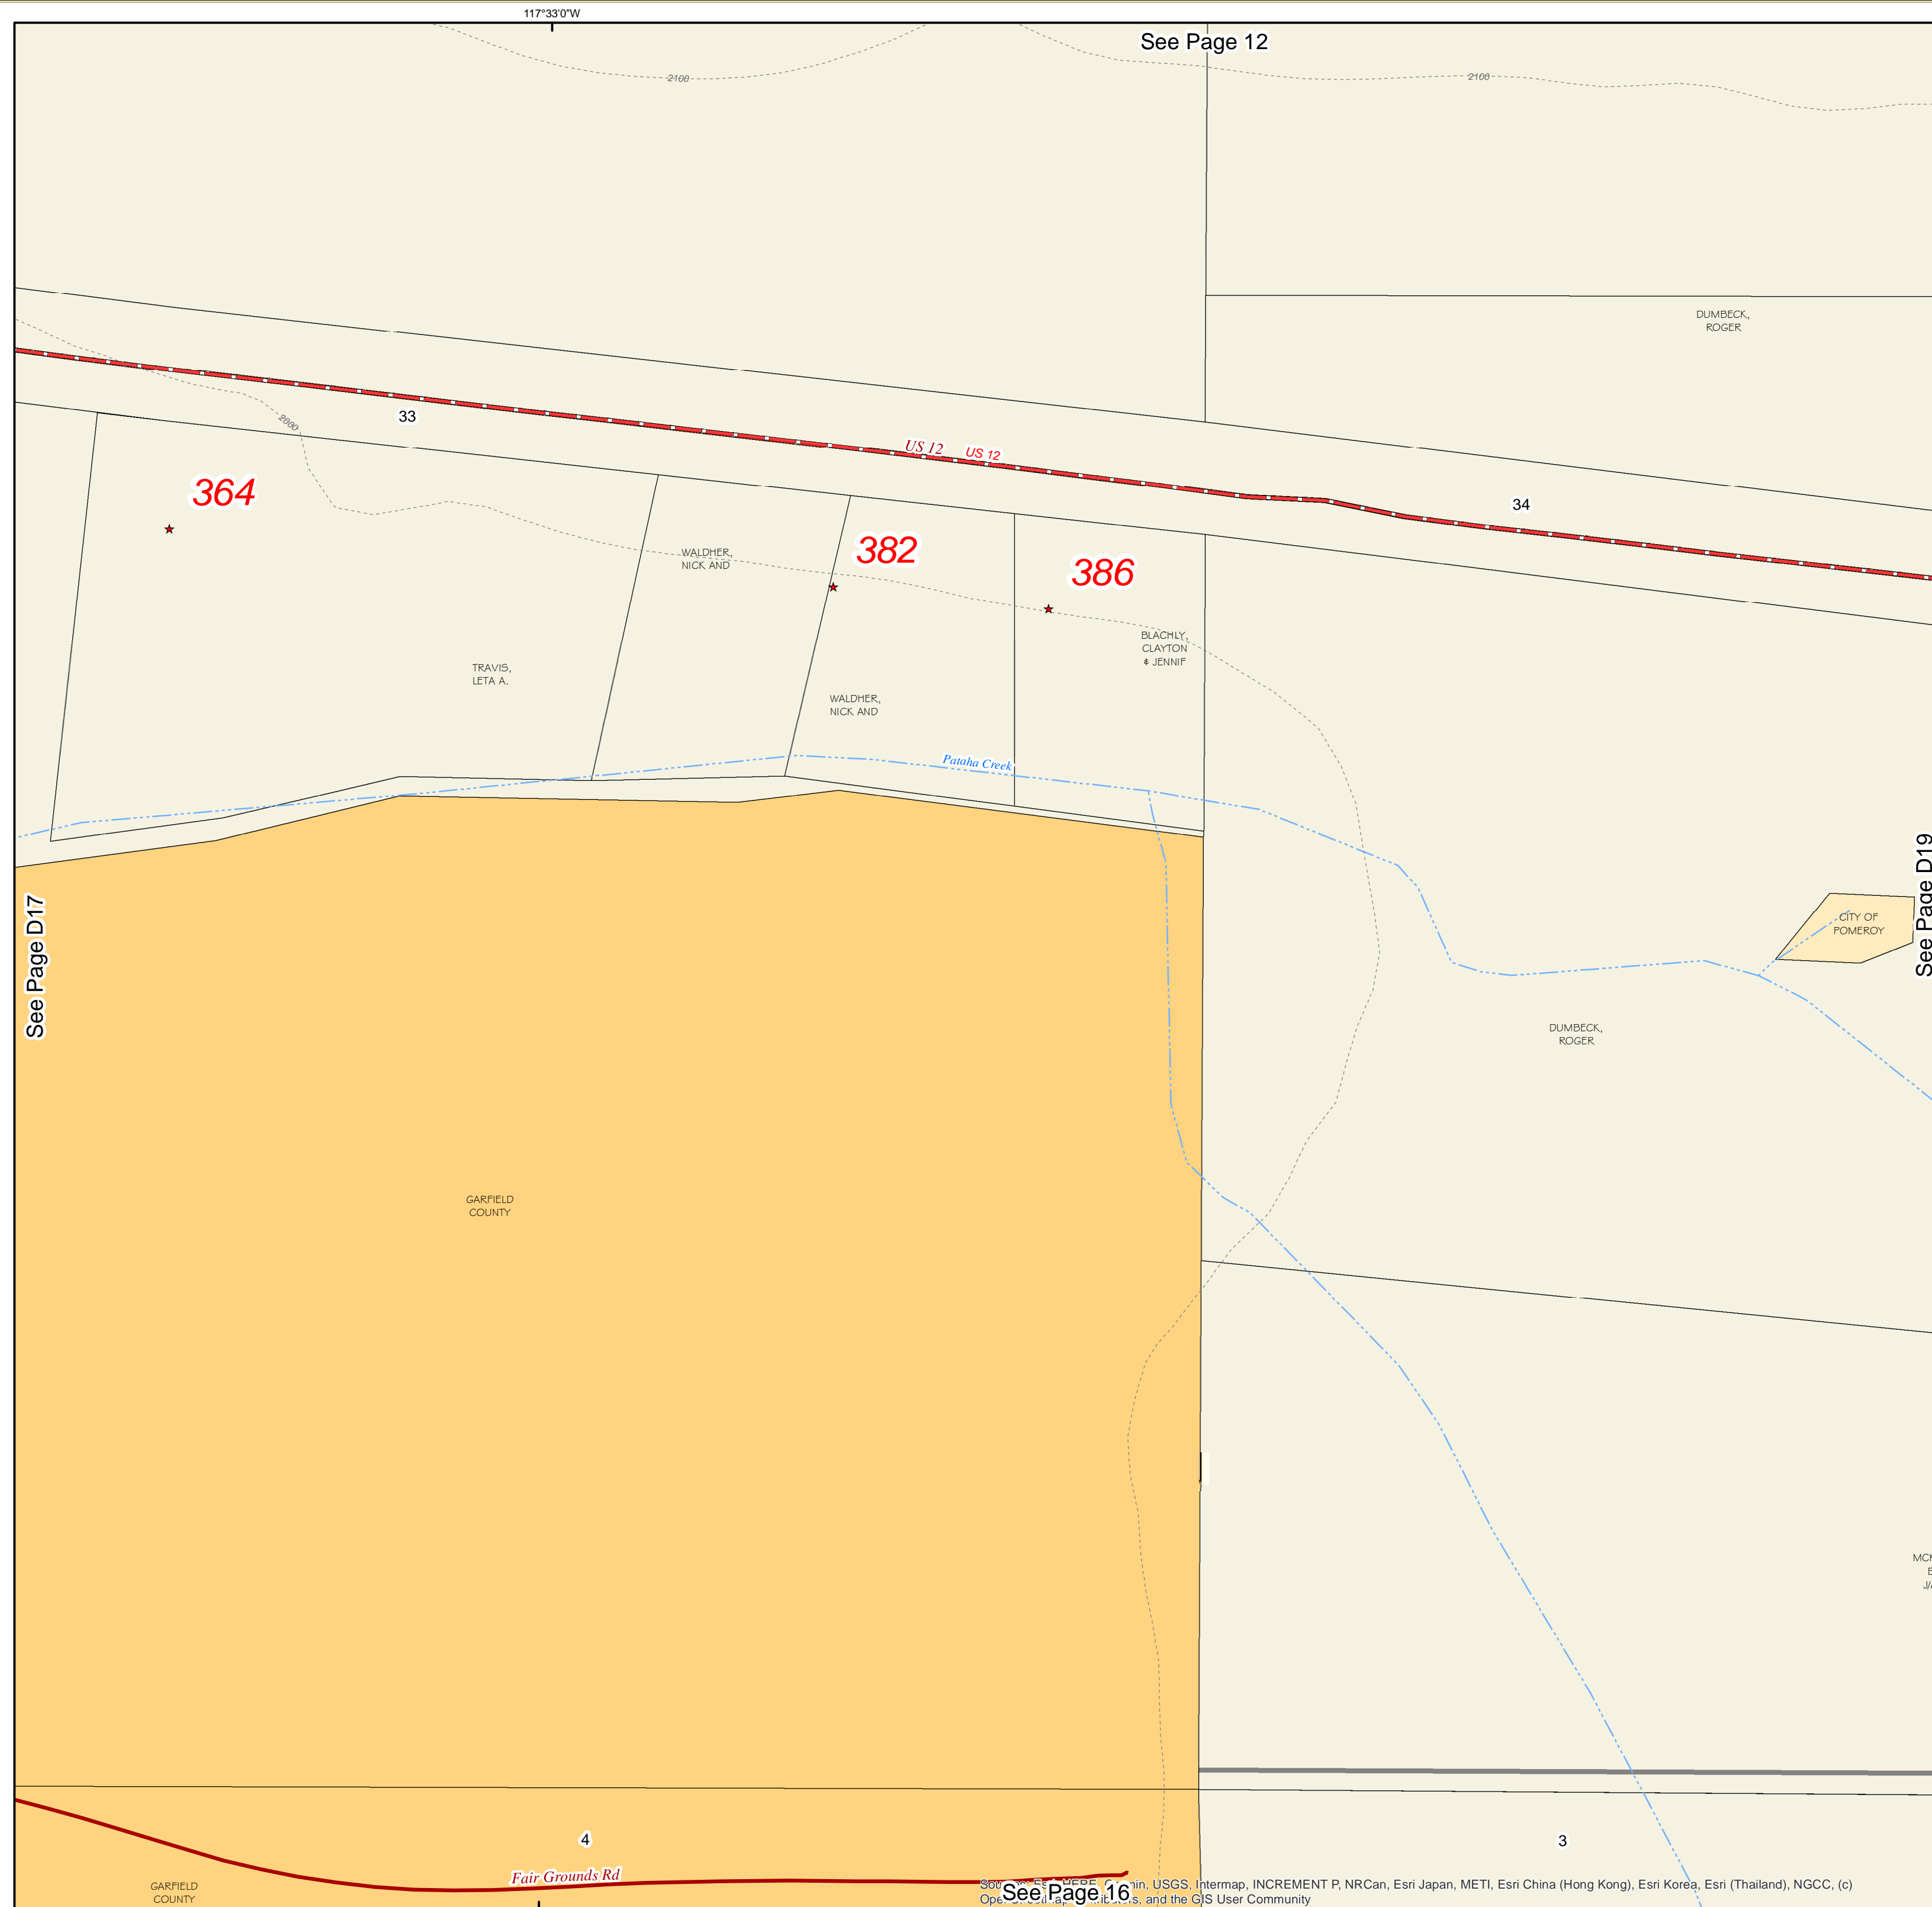 117°33'0"W
See Page 12
2100
2100
DUMBECK,
ROGER
33
2000
US 12
US 12
34
364
382
386
WALDHER,
NICK AND
BLACHLY,
CLAYTON
& JENNIF
TRAVIS,
LETA A.
WALDHER,
NICK AND
Pataha Creek
See Page D17
See Page D19
CITY OF
POMEROY
DUMBECK,
ROGER
GARFIELD
COUNTY
4
3
Fair Grounds Rd
GARFIELD
COUNTY
See Page 16
USGS, Intermap, INCREMENT P, NRCan, Esri Japan, METI, Esri China (Hong Kong), Esri Korea, Esri (Thailand), NGCC, (c)
and the GIS User Community